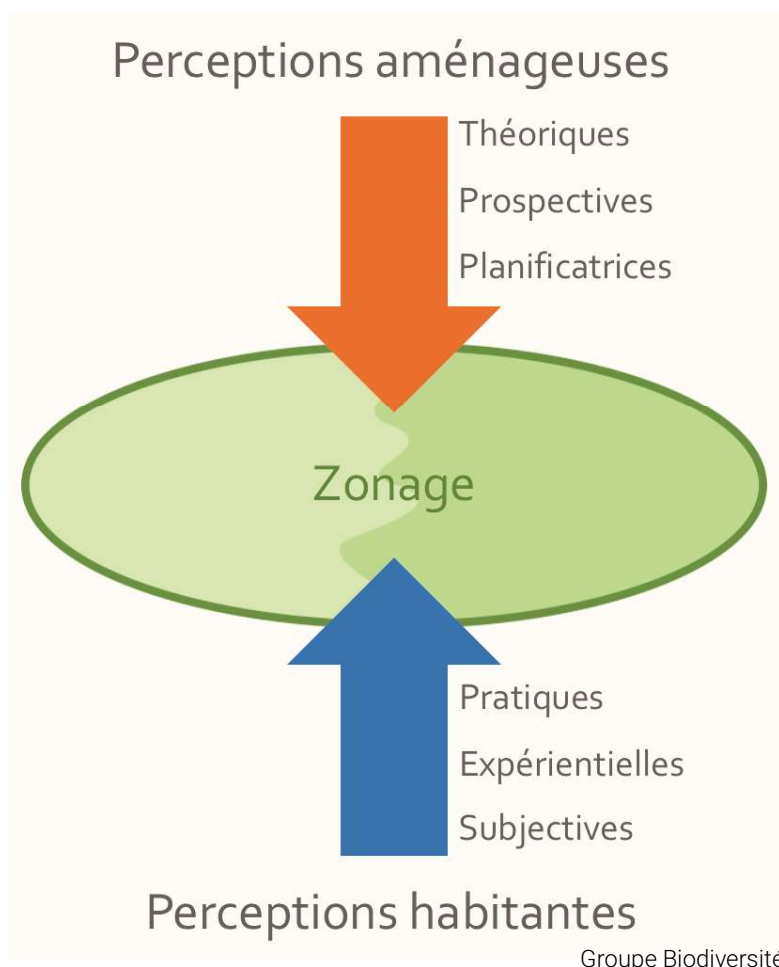 Perceptions aménageuses
Théoriques
Prospectives
Planificatrices
Zonage
Pratiques
Expérientielles
Subjectives
Perceptions habitantes
Groupe Biodiversité